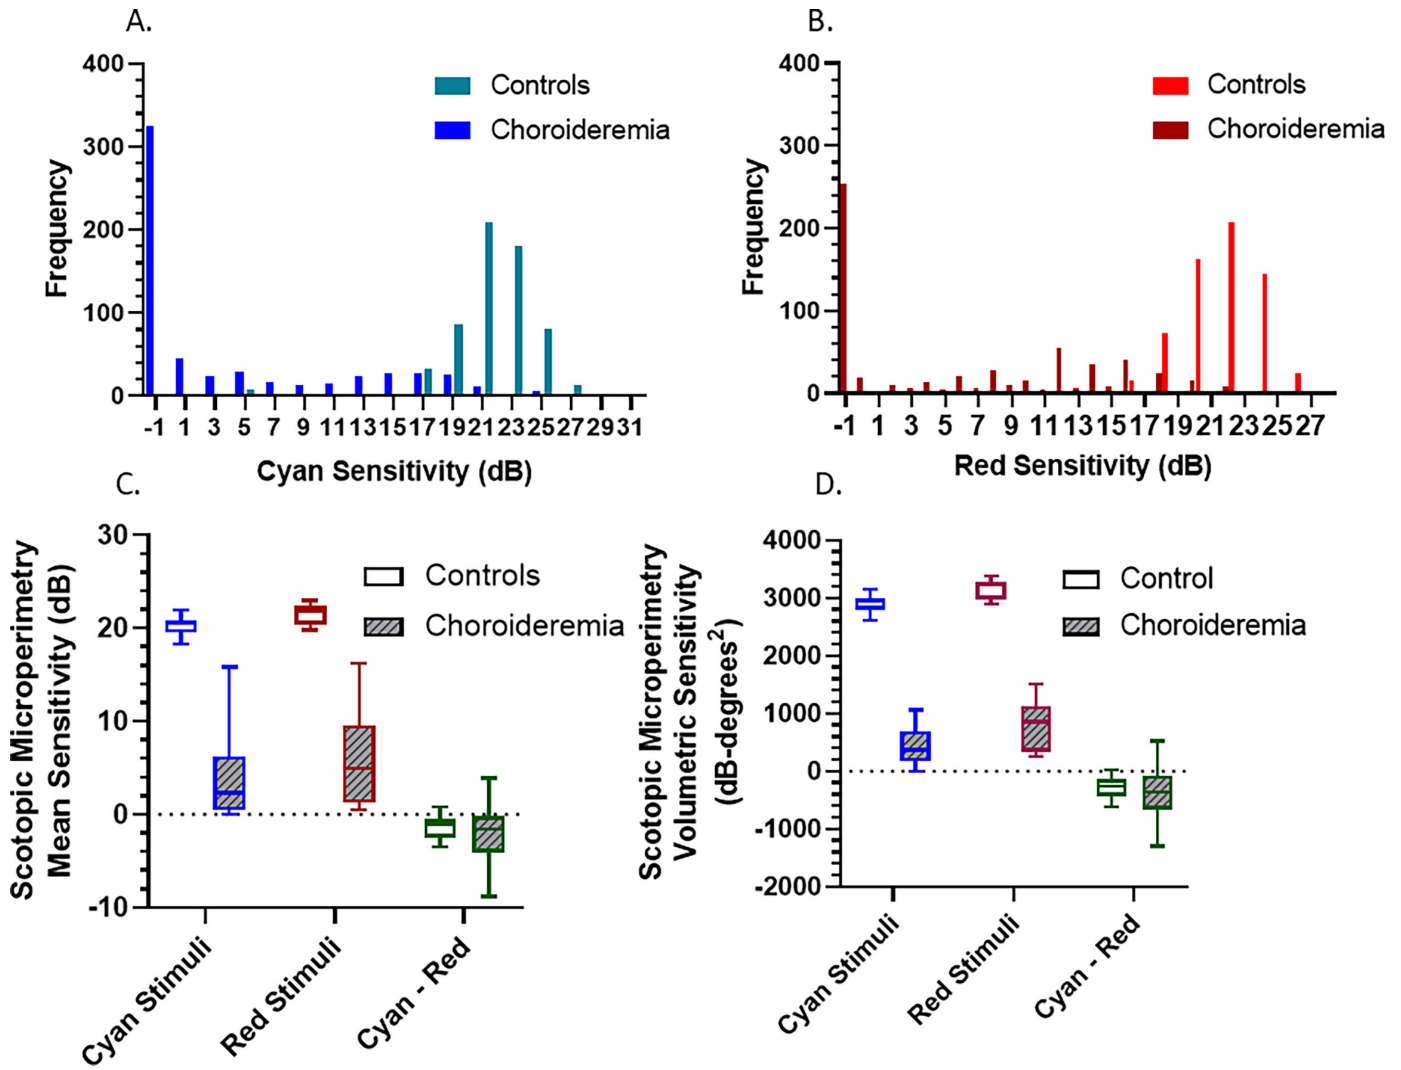 A.
400
300
200
100
0
Frequency
Controls
Choroideremia
-1 1 3 5 7 9 11 13 15 17 19 21 23 25 27 29 31
Cyan Sensitivity (dB)
B.
400
300
200
100
0
Frequency
Controls
Choroideremia
-1 1 3 5 7 9 11 13 15 17 19 21 23 25 27
Red Sensitivity (dB)
C.
30
20
10
0
-10
Scotopic Microperimetry
Mean Sensitivity (dB)
Controls
Choroideremia
Cyan Stimuli
Red Stimuli
Cyan - Red
D.
4000
3000
2000
1000
0
-1000
-2000
Scotopic Microperimetry
Volumetric Sensitivity
(dB-degrees²)
Control
Choroideremia
Cyan Stimuli
Red Stimuli
Cyan - Red